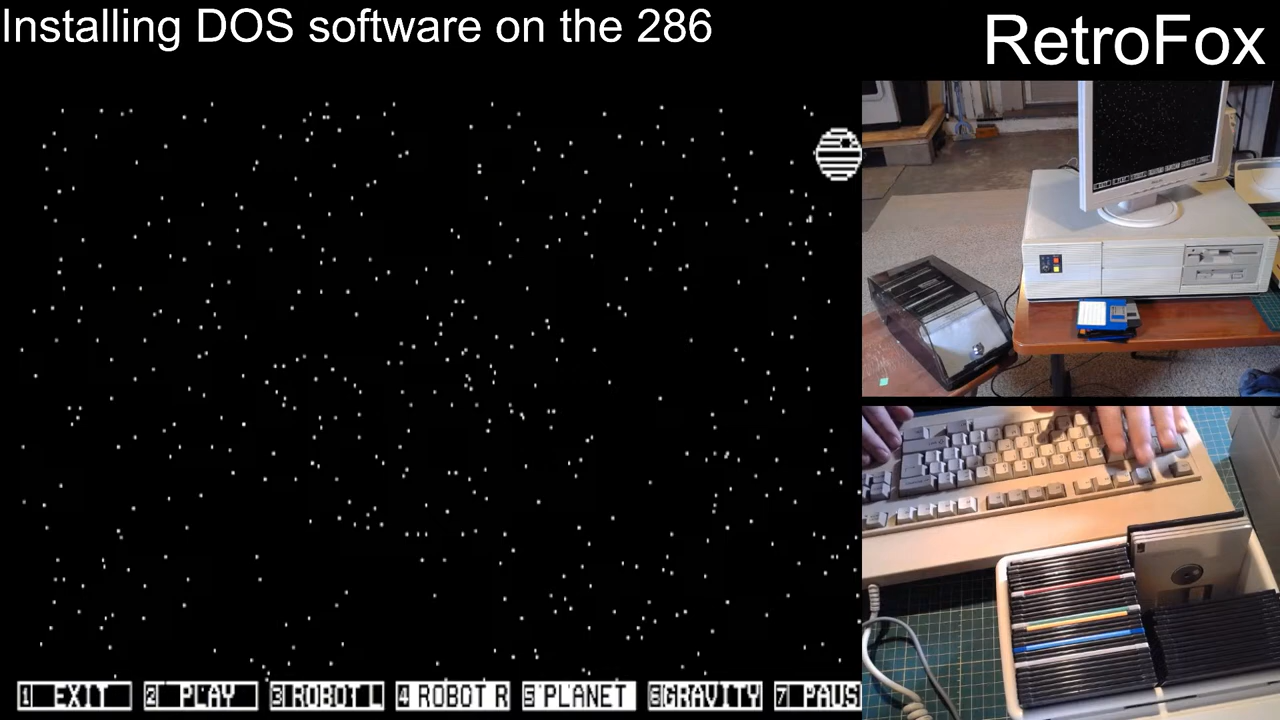 Installing DOS software on the 286
RetroFox
1 EXIT 2 PLAY 3 ROBOT L 4 ROBOT R 5 PLANET 6 GRAVITY 7 PAUS